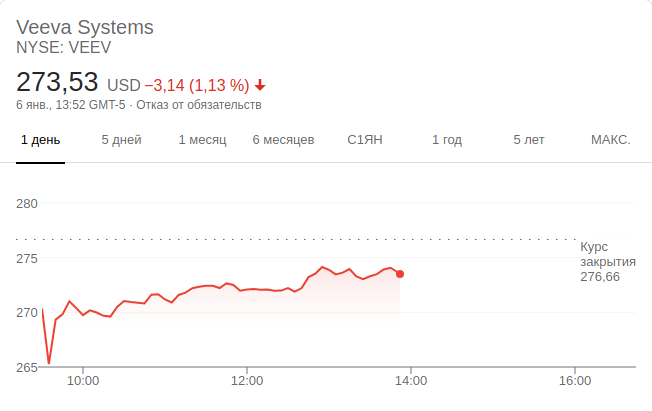 Veeva Systems
NYSE: VEEV
273,53 USD −3,14 (1,13 %)
6 янв., 13:52 GMT-5 · Отказ от обязательств
1 день 5 дней 1 месяц 6 месяцев С1ЯН 1 год 5 лет МАКС.
280
275
270
265
Курс
закрытия
276,66
10:00 12:00 14:00 16:00